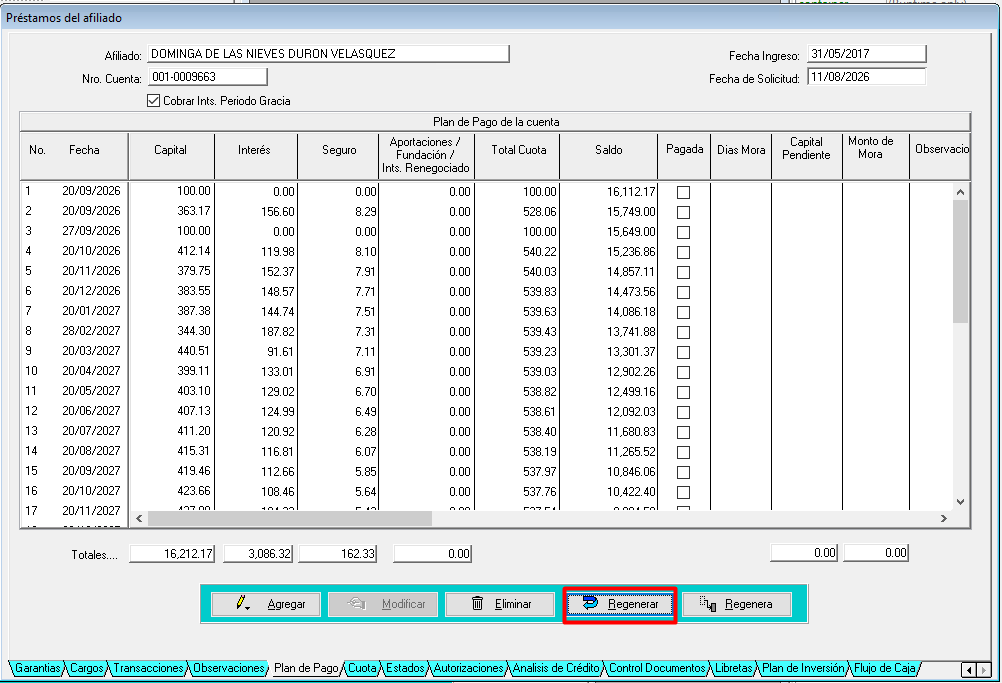 Préstamos del afiliado
Afiliado: DOMINGA DE LAS NIEVES DURON VELASQUEZ Fecha Ingreso: 31/05/2017
Nro. Cuenta: 001-0009663 Fecha de Solicitud: 11/08/2026
Cobrar Ints. Periodo Gracia
Plan de Pago de la cuenta
No. Fecha Capital Interés Seguro Aportaciones / Fundación / Ints. Renegociado Total Cuota Saldo Pagada Dias Mora Capital Pendiente Monto de Mora Observacio
1 20/09/2026 100.00 0.00 0.00 0.00 100.00 16,112.17
2 20/09/2026 363.17 156.60 8.29 0.00 528.06 15,749.00
3 27/09/2026 100.00 0.00 0.00 0.00 100.00 15,649.00
4 20/10/2026 412.14 119.98 8.10 0.00 540.22 15,236.86
5 20/11/2026 379.75 152.37 7.91 0.00 540.03 14,857.11
6 20/12/2026 383.55 148.57 7.71 0.00 539.83 14,473.56
7 20/01/2027 387.38 144.74 7.51 0.00 539.63 14,086.18
8 28/02/2027 344.30 187.82 7.31 0.00 539.43 13,741.88
9 20/03/2027 440.51 91.61 7.11 0.00 539.23 13,301.37
10 20/04/2027 399.11 133.01 6.91 0.00 539.03 12,902.26
11 20/05/2027 403.10 129.02 6.70 0.00 538.82 12,499.16
12 20/06/2027 407.13 124.99 6.49 0.00 538.61 12,092.03
13 20/07/2027 411.20 120.92 6.28 0.00 538.40 11,680.83
14 20/08/2027 415.31 116.81 6.07 0.00 538.19 11,265.52
15 20/09/2027 419.46 112.66 5.85 0.00 537.97 10,846.06
16 20/10/2027 423.66 108.46 5.64 0.00 537.76 10,422.40
17 20/11/2027
Totales.... 16,212.17 3,086.32 162.33 0.00 0.00 0.00
Agregar Modificar Eliminar Regenerar Regenera
Garantias Cargos Transacciones Observaciones Plan de Pago Cuota Estados Autorizaciones Analisis de Crédito Control Documentos Libretas Plan de Inversión Flujo de Caja